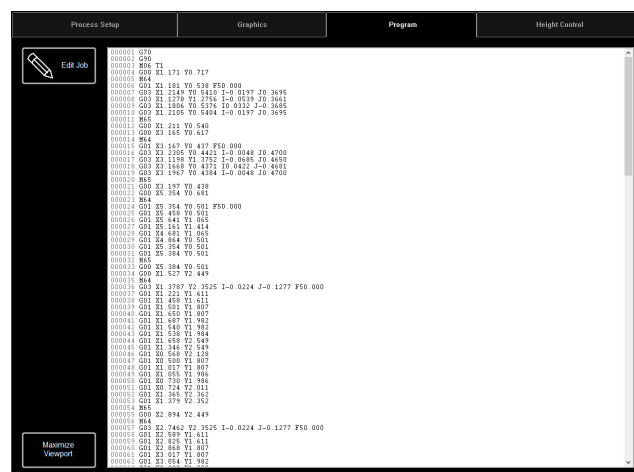 Process Setup
Graphics
Program
Height Control
Edit Job
000001 G70
000002 G90
000003 M06 T1
000004 G00 X1.171 Y0.717
000005 M64
000006 G01 X1.181 Y0.538 F50.000
000007 G03 X1.2149 Y0.5410 I-0.0197 J0.3695
000008 G03 X1.1278 Y1.2756 I-0.0539 J0.3661
000009 G03 X1.1806 Y0.5376 I0.0332 J-0.3685
000010 G03 X1.2105 Y0.5404 I-0.0197 J0.3695
000011 M65
000012 G00 X1.211 Y0.540
000013 G00 X3.165 Y0.617
000014 M64
000015 G01 X3.167 Y0.437 F50.000
000016 G03 X3.2305 Y0.4421 I-0.0048 J0.4700
000017 G03 X3.1198 Y1.3752 I-0.0685 J0.4650
000018 G03 X3.1668 Y0.4371 I0.0422 J-0.4681
000019 G03 X3.1967 Y0.4384 I-0.0048 J0.4700
000020 M65
000021 G00 X3.197 Y0.438
000022 G00 X5.354 Y0.681
000023 M64
000024 G01 X5.354 Y0.501 F50.000
000025 G01 X5.458 Y0.501
000026 G01 X5.641 Y1.065
000027 G01 X5.161 Y1.414
000028 G01 X4.681 Y1.065
000029 G01 X4.864 Y0.501
000030 G01 X5.354 Y0.501
000031 G01 X5.384 Y0.501
000032 M65
000033 G00 X5.384 Y0.501
000034 G00 X1.527 Y2.449
000035 M64
000036 G03 X1.3787 Y2.3525 I-0.0224 J-0.1277 F50.000
000037 G01 X1.221 Y1.611
000038 G01 X1.458 Y1.611
000039 G01 X1.501 Y1.807
000040 G01 X1.650 Y1.807
000041 G01 X1.687 Y1.982
000042 G01 X1.540 Y1.982
000043 G01 X1.538 Y1.984
000044 G01 X1.658 Y2.549
000045 G01 X1.346 Y2.549
000046 G01 X0.568 Y2.128
000047 G01 X0.500 Y1.807
000048 G01 X1.017 Y1.807
000049 G01 X1.055 Y1.986
000050 G01 X0.730 Y1.986
000051 G01 X0.724 Y2.011
000052 G01 X1.365 Y2.362
000053 G01 X1.379 Y2.352
000054 M65
000055 G00 X2.894 Y2.449
000056 M64
000057 G03 X2.7462 Y2.3525 I-0.0224 J-0.1277 F50.000
000058 G01 X2.589 Y1.611
000059 G01 X2.825 Y1.611
000060 G01 X2.868 Y1.807
000061 G01 X3.017 Y1.807
000062 G01 X3.054 Y1.982
Maximize
Viewport